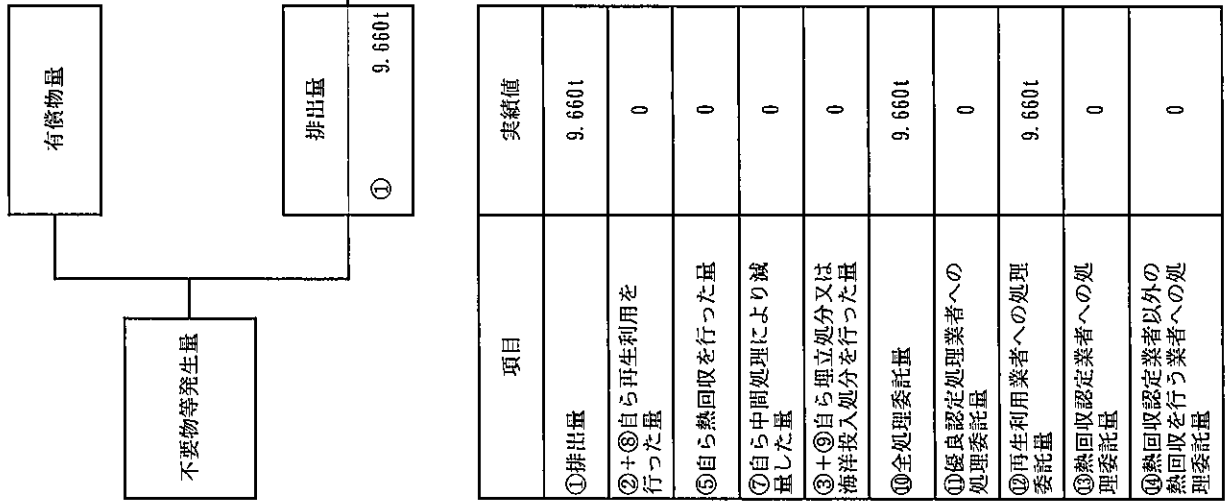 不要物等発生量
有償物量
排出量
① 9.660t
項目 実績値
①排出量 9.660t
②+⑧自ら再生利用を
行った量 0
⑤自ら熱回収を行った量 0
⑦自ら中間処理により減
量した量 0
③+⑨自ら埋立処分又は
海洋投入処分を行った量 0
⑩全処理委託量 9.660t
⑪優良認定処理業者への
処理委託量 0
⑫再生利用業者への処理
委託量 9.660t
⑬熱回収認定業者への処
理委託量 0
⑭熱回収認定業者以外の
熱回収を行う業者への処
理委託量 0